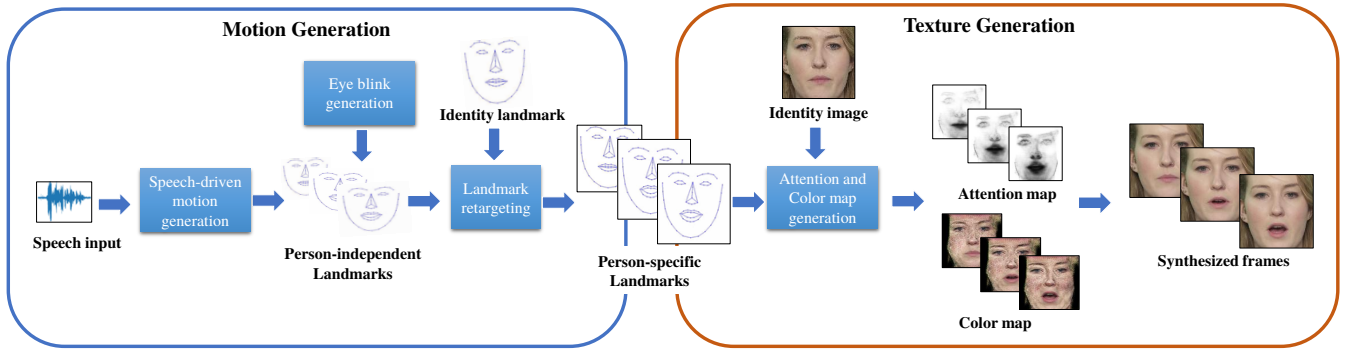 Motion Generation
Texture Generation
Eye blink
generation
Identity landmark
Identity image
Speech-driven
motion
generation
Landmark
retargeting
Attention and
Color map
generation
Attention map
Speech input
Person-independent
Landmarks
Person-specific
Landmarks
Synthesized frames
Color map